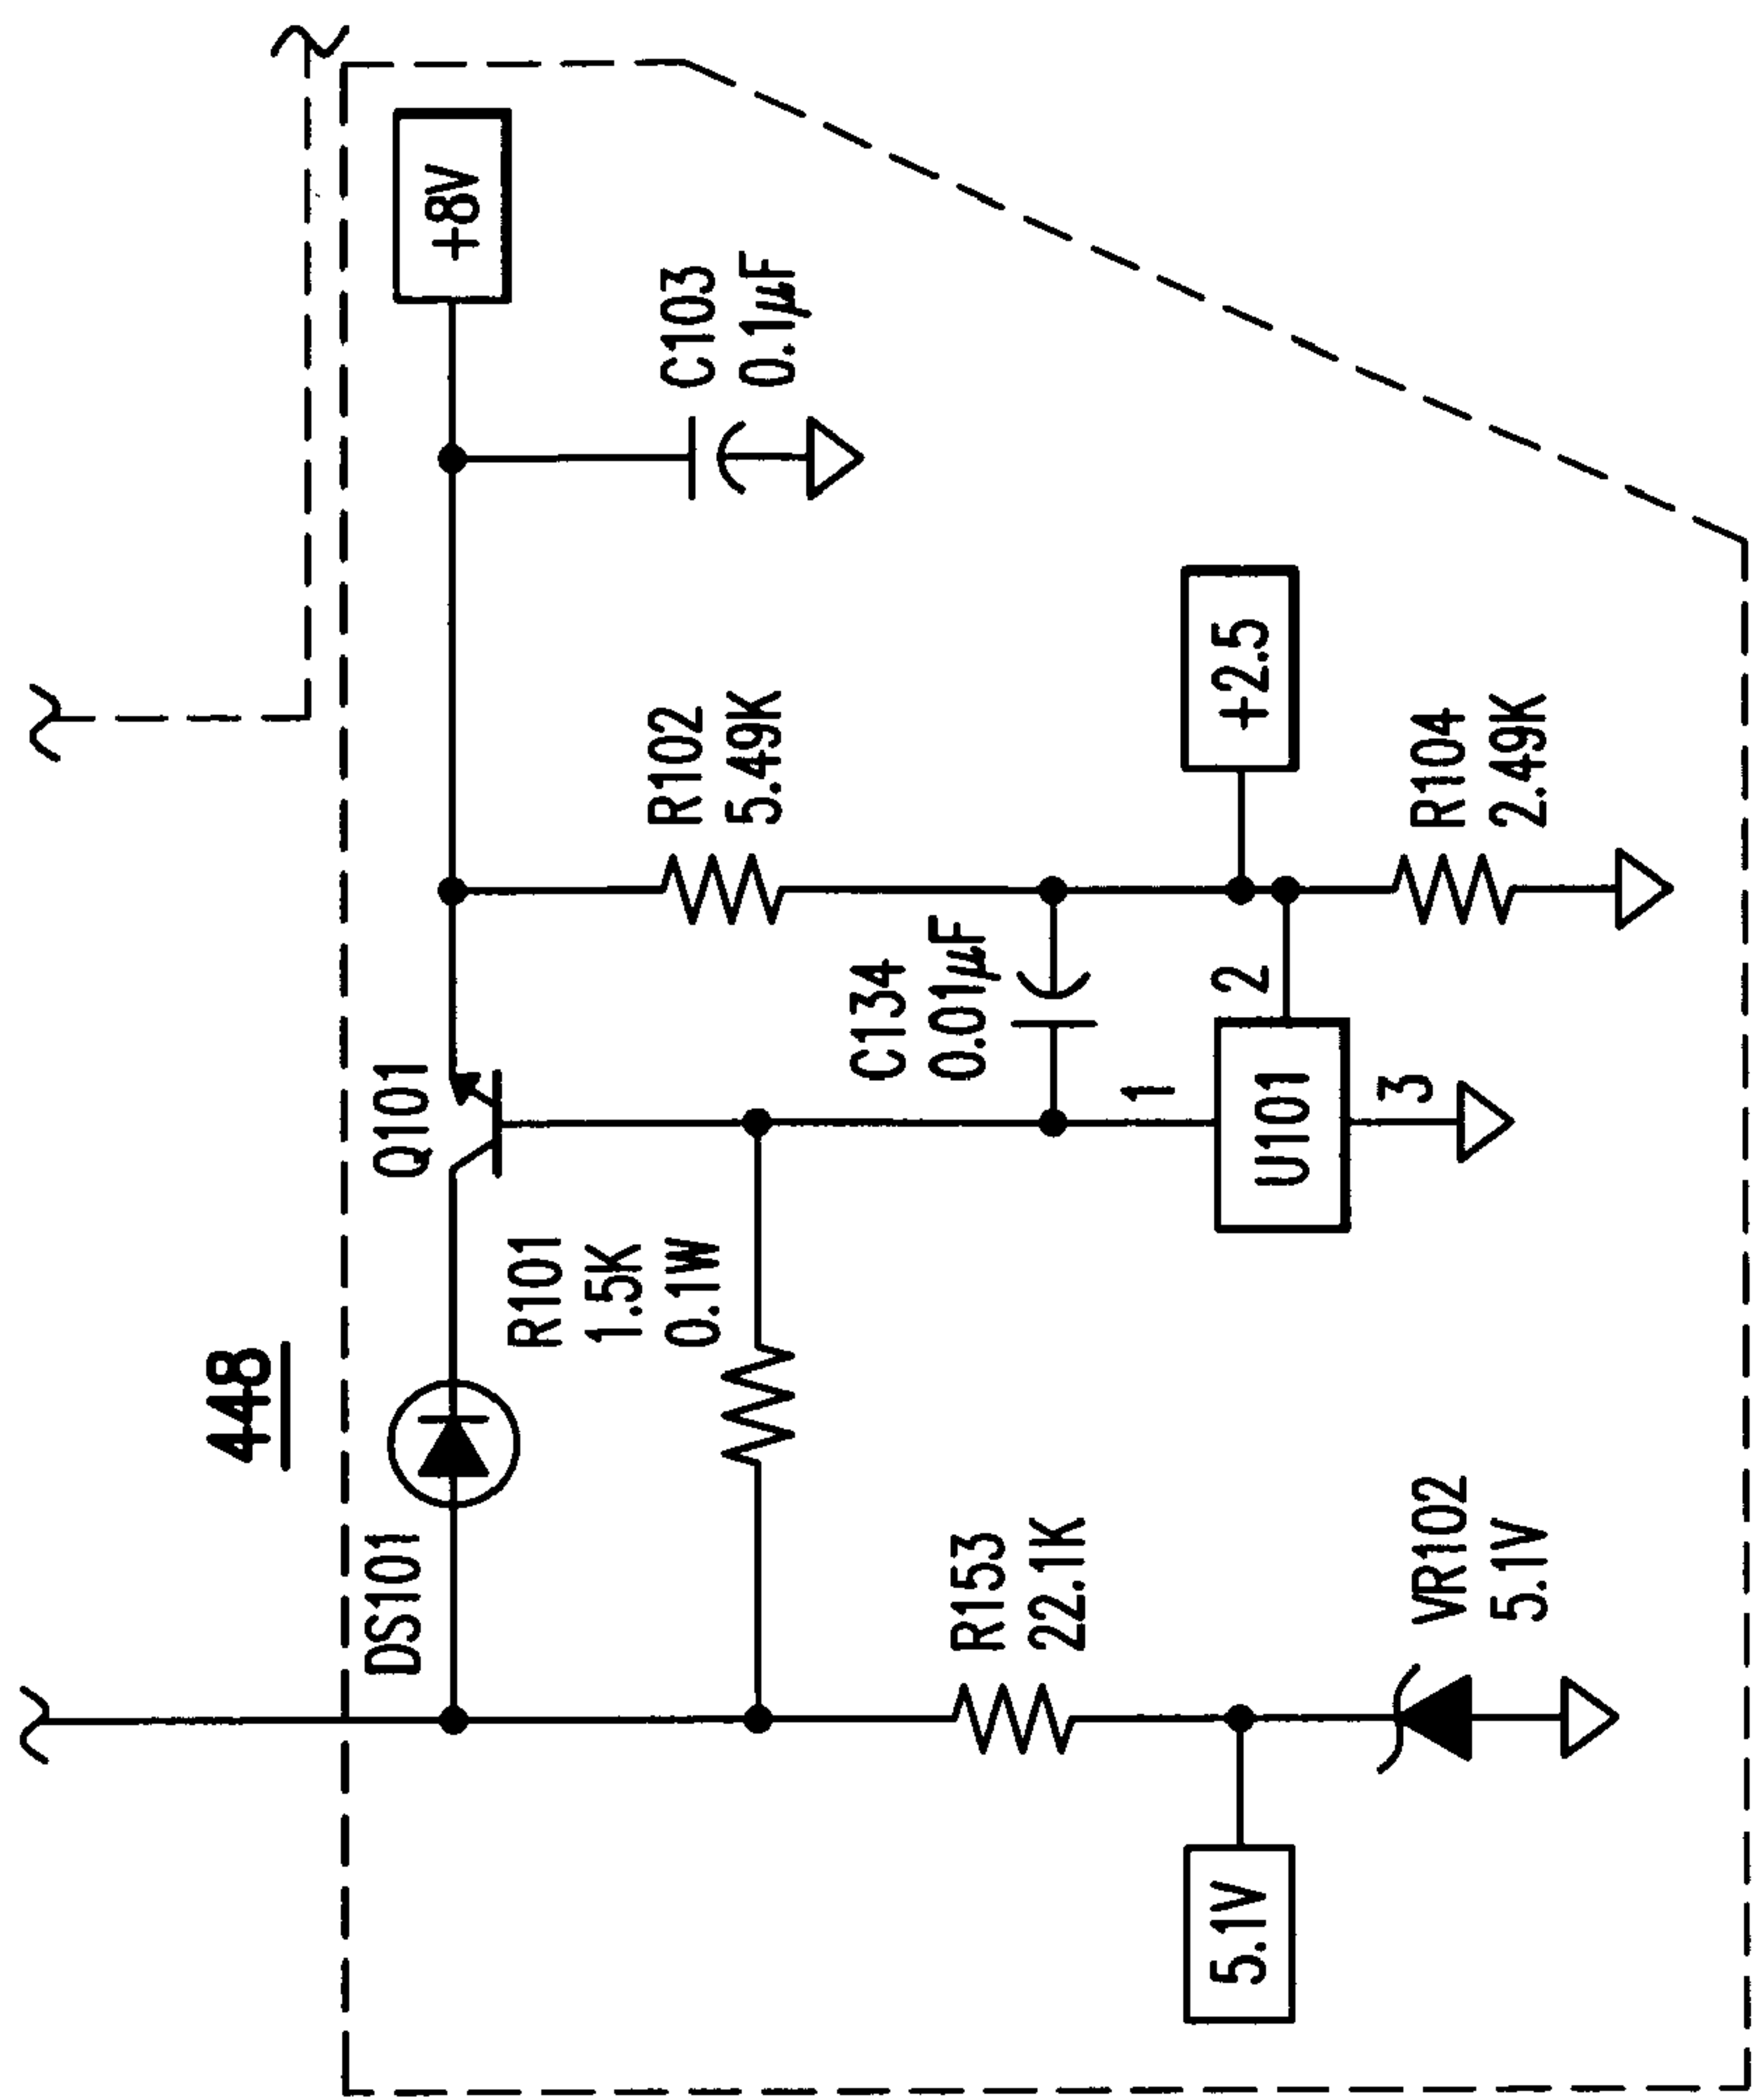 448
DS101
Q101
+8V
R101
1.5K
0.1W
R102
5.49K
C103
0.1µF
C134
0.01µF
R153
22.1K
1
U101
2
3
+2.5
5.1V
VR102
5.1V
R104
2.49K